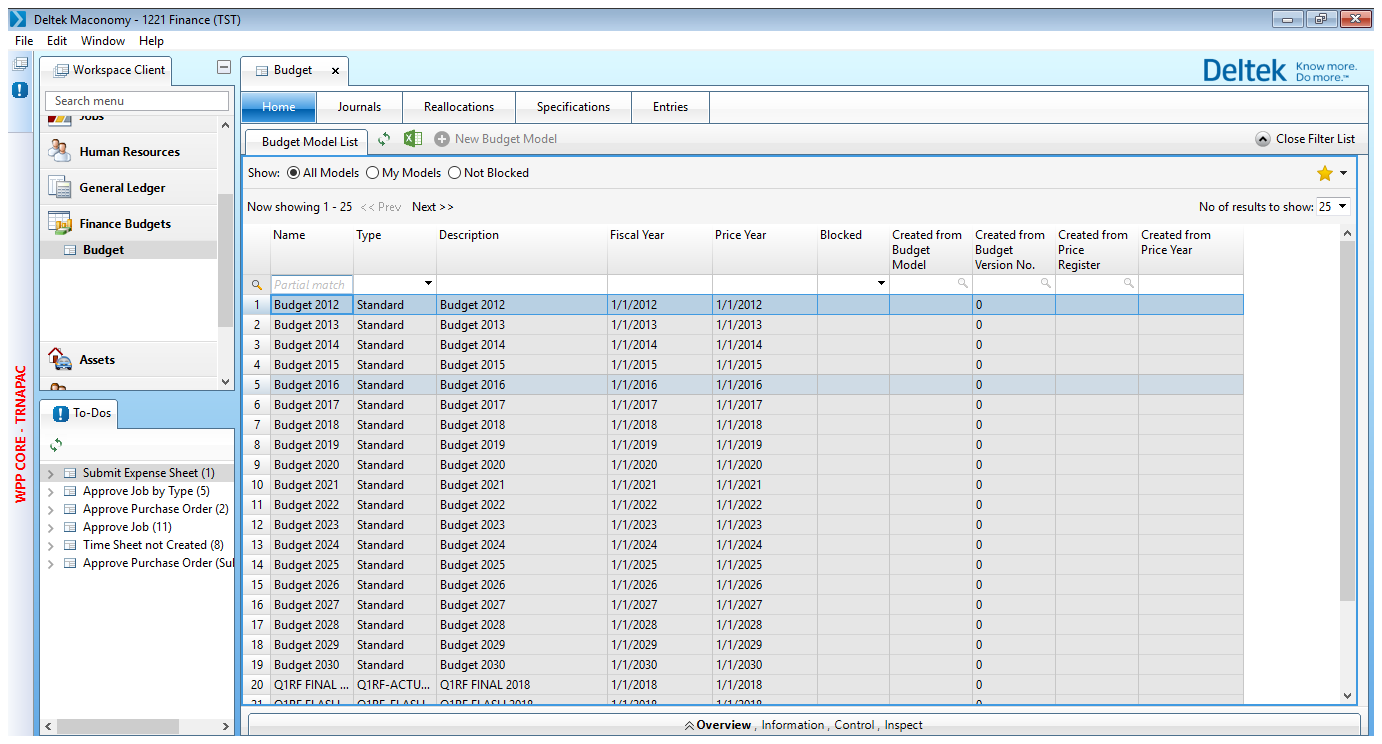 Deltek Maconomy - 1221 Finance (TST)
File Edit Window Help
Workspace Client
Search menu
Jobs
Human Resources
General Ledger
Finance Budgets
Budget
Assets
WPP CORE - TRNAPAC
To-Dos
Submit Expense Sheet (1)
Approve Job by Type (5)
Approve Purchase Order (2)
Approve Job (11)
Time Sheet not Created (8)
Approve Purchase Order (Sul
Budget
Deltek Know more.
Do more.™
Home Journals Reallocations Specifications Entries
Budget Model List New Budget Model Close Filter List
Show: All Models My Models Not Blocked
Now showing 1 - 25 << Prev Next >> No of results to show: 25
Name Type Description Fiscal Year Price Year Blocked Created from Budget Model Created from Budget Version No. Created from Price Register Created from Price Year
Partial match
1 Budget 2012 Standard Budget 2012 1/1/2012 1/1/2012 0
2 Budget 2013 Standard Budget 2013 1/1/2013 1/1/2013 0
3 Budget 2014 Standard Budget 2014 1/1/2014 1/1/2014 0
4 Budget 2015 Standard Budget 2015 1/1/2015 1/1/2015 0
5 Budget 2016 Standard Budget 2016 1/1/2016 1/1/2016 0
6 Budget 2017 Standard Budget 2017 1/1/2017 1/1/2017 0
7 Budget 2018 Standard Budget 2018 1/1/2018 1/1/2018 0
8 Budget 2019 Standard Budget 2019 1/1/2019 1/1/2019 0
9 Budget 2020 Standard Budget 2020 1/1/2020 1/1/2020 0
10 Budget 2021 Standard Budget 2021 1/1/2021 1/1/2021 0
11 Budget 2022 Standard Budget 2022 1/1/2022 1/1/2022 0
12 Budget 2023 Standard Budget 2023 1/1/2023 1/1/2023 0
13 Budget 2024 Standard Budget 2024 1/1/2024 1/1/2024 0
14 Budget 2025 Standard Budget 2025 1/1/2025 1/1/2025 0
15 Budget 2026 Standard Budget 2026 1/1/2026 1/1/2026 0
16 Budget 2027 Standard Budget 2027 1/1/2027 1/1/2027 0
17 Budget 2028 Standard Budget 2028 1/1/2028 1/1/2028 0
18 Budget 2029 Standard Budget 2029 1/1/2029 1/1/2029 0
19 Budget 2030 Standard Budget 2030 1/1/2030 1/1/2030 0
20 Q1RF FINAL ... Q1RF-ACTU... Q1RF FINAL 2018 1/1/2018 1/1/2018 0
21 Q1RF FLASH Q1RF-FLASH Q1RF FLASH 2018 1/1/2018 1/1/2018 0
Overview , Information , Control , Inspect